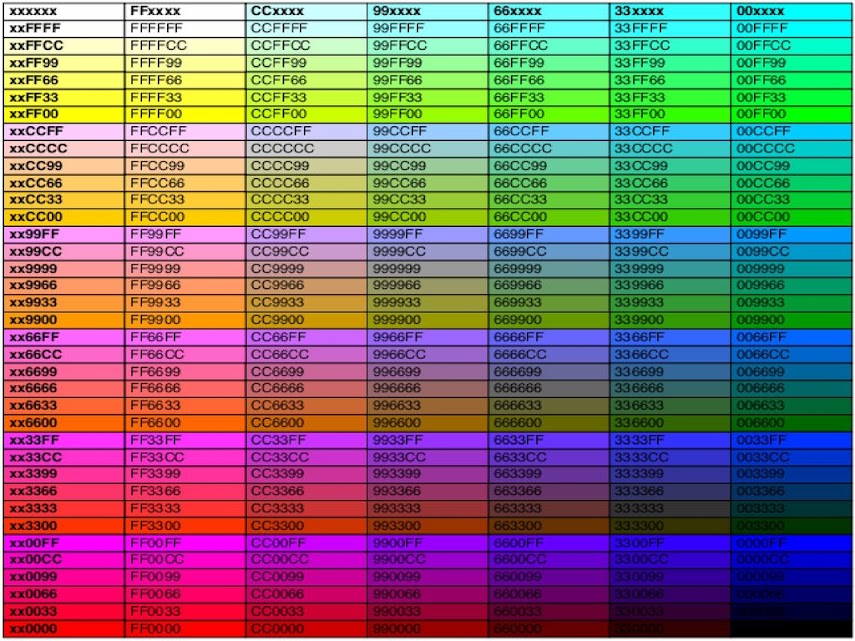 xxxxxx FFxxxx CCxxxx 99xxxx 66xxxx 33xxxx 00xxxx
xxFFFF FFFFFF CCFFFF 99FFFF 66FFFF 33FFFF 00FFFF
xxFFCC FFFFCC CCFFCC 99FFCC 66FFCC 33FFCC 00FFCC
xxFF99 FFFF99 CCFF99 99FF99 66FF99 33FF99 00FF99
xxFF66 FFFF66 CCFF66 99FF66 66FF66 33FF66 00FF66
xxFF33 FFFF33 CCFF33 99FF33 66FF33 33FF33 00FF33
xxFF00 FFFF00 CCFF00 99FF00 66FF00 33FF00 00FF00
xxCCFF FFCCFF CCCCFF 99CCFF 66CCFF 33CCFF 00CCFF
xxCCCC FFCCCC CCCCCC 99CCCC 66CCCC 33CCCC 00CCCC
xxCC99 FFCC99 CCCC99 99CC99 66CC99 33CC99 00CC99
xxCC66 FFCC66 CCCC66 99CC66 66CC66 33CC66 00CC66
xxCC33 FFCC33 CCCC33 99CC33 66CC33 33CC33 00CC33
xxCC00 FFCC00 CCCC00 99CC00 66CC00 33CC00 00CC00
xx99FF FF99FF CC99FF 9999FF 6699FF 3399FF 0099FF
xx99CC FF99CC CC99CC 9999CC 6699CC 3399CC 0099CC
xx9999 FF9999 CC9999 999999 669999 339999 009999
xx9966 FF9966 CC9966 999966 669966 339966 009966
xx9933 FF9933 CC9933 999933 669933 339933 009933
xx9900 FF9900 CC9900 999900 669900 339900 009900
xx66FF FF66FF CC66FF 9966FF 6666FF 3366FF 0066FF
xx66CC FF66CC CC66CC 9966CC 6666CC 3366CC 0066CC
xx6699 FF6699 CC6699 996699 666699 336699 006699
xx6666 FF6666 CC6666 996666 666666 336666 006666
xx6633 FF6633 CC6633 996633 666633 336633 006633
xx6600 FF6600 CC6600 996600 666600 336600 006600
xx33FF FF33FF CC33FF 9933FF 6633FF 3333FF 0033FF
xx33CC FF33CC CC33CC 9933CC 6633CC 3333CC 0033CC
xx3399 FF3399 CC3399 993399 663399 333399 003399
xx3366 FF3366 CC3366 993366 663366 333366 003366
xx3333 FF3333 CC3333 993333 663333 333333 003333
xx3300 FF3300 CC3300 993300 663300 333300 003300
xx00FF FF00FF CC00FF 9900FF 6600FF 3300FF 0000FF
xx00CC FF00CC CC00CC 9900CC 6600CC 3300CC 0000CC
xx0099 FF0099 CC0099 990099 660099 330099 000099
xx0066 FF0066 CC0066 990066 660066 330066 000066
xx0033 FF0033 CC0033 990033 660033 330033
xx0000 FF0000 CC0000 990000 660000 330000